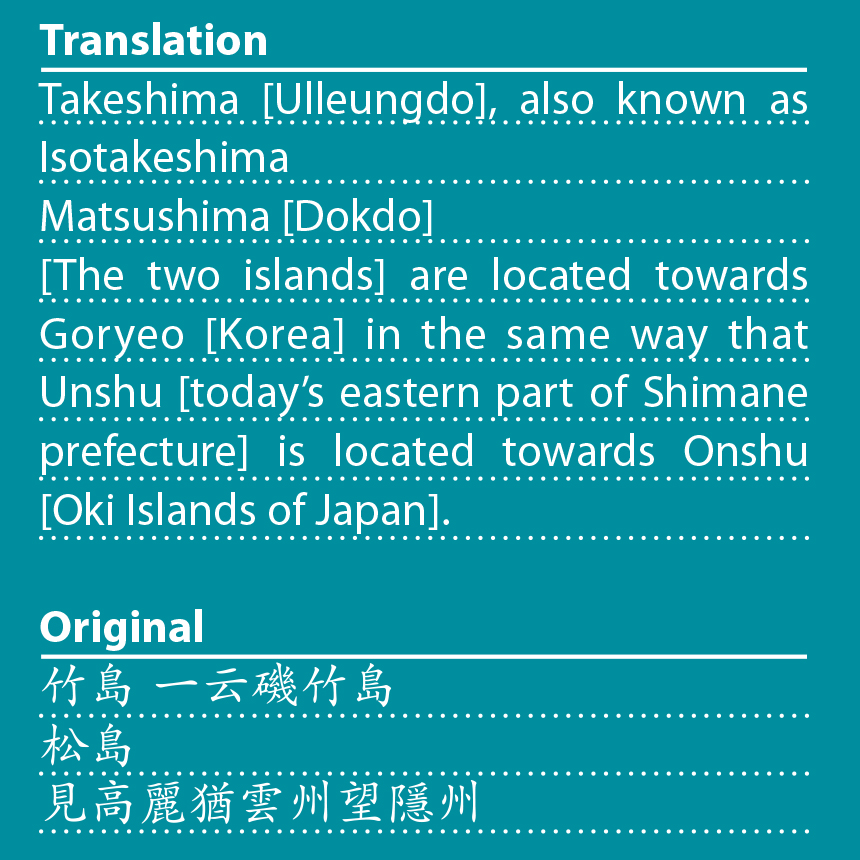 Translation
Takeshima [Ulleungdo], also known as
Isotakeshima
Matsushima [Dokdo]
[The two islands] are located towards
Goryeo [Korea] in the same way that
Unshu [today’s eastern part of Shimane
prefecture] is located towards Onshu
[Oki Islands of Japan].
Original
竹島 一云磯竹島
松島
見高麗猶雲州望隱州